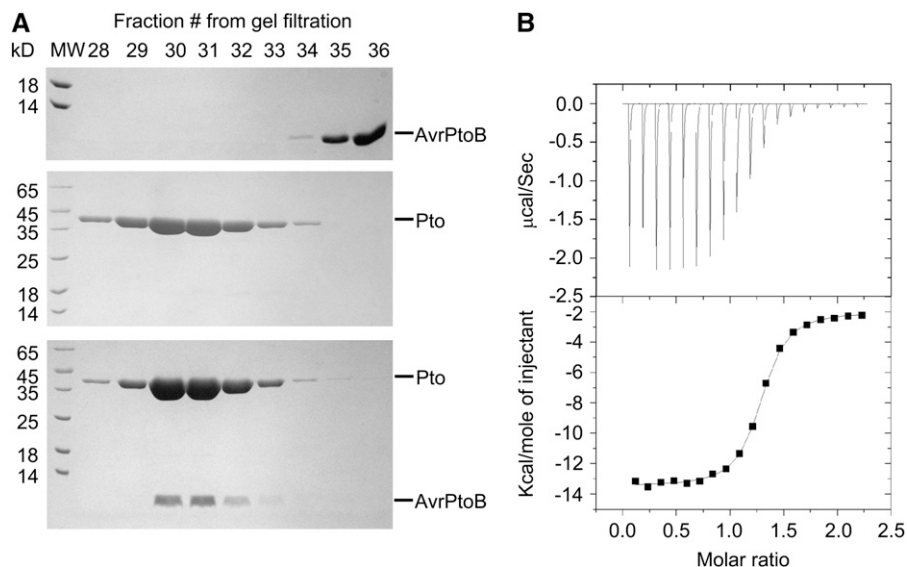 A
Fraction # from gel filtration
kD MW 28 29 30 31 32 33 34 35 36
18
14
AvrPtoB
65
45
35
25
18
14
Pto
65
45
35
25
18
14
Pto
AvrPtoB
B
0.0
-0.5
-1.0
-1.5
-2.0
-2.5
µcal/Sec
-2
-4
-6
-8
-10
-12
-14
Kcal/mole of injectant
0.0 0.5 1.0 1.5 2.0 2.5
Molar ratio